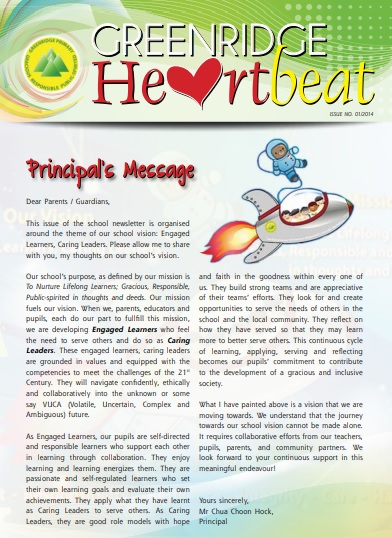 GREENRIDGE
Heartbeat
ISSUE NO. 01/2014
Principal's Message
Dear Parents / Guardians,
This issue of the school newsletter is organised
around the theme of our school vision: Engaged
Learners, Caring Leaders. Please allow me to share
with you, my thoughts on our school's vision.
Our school's purpose, as defined by our mission is
To Nurture Lifelong Learners; Gracious, Responsible,
Public-spirited in thoughts and deeds. Our mission
fuels our vision. When we, parents, educators and
pupils, each do our part to fulfill this mission,
we are developing Engaged Learners who feel
the need to serve others and do so as Caring
Leaders. These engaged learners, caring leaders
are grounded in values and equipped with the
competencies to meet the challenges of the 21st
Century. They will navigate confidently, ethically
and collaboratively into the unknown or some
say VUCA (Volatile, Uncertain, Complex and
Ambiguous) future.
As Engaged Learners, our pupils are self-directed
and responsible learners who support each other
in learning through collaboration. They enjoy
learning and learning energizes them. They are
passionate and self-regulated learners who set
their own learning goals and evaluate their own
achievements. They apply what they have learnt
as Caring Leaders to serve others. As Caring
Leaders, they are good role models with hope
and faith in the goodness within every one of
us. They build strong teams and are appreciative
of their teams' efforts. They look for and create
opportunities to serve the needs of others in the
school and the local community. They reflect on
how they have served so that they may learn
more to better serve others. This continuous cycle
of learning, applying, serving and reflecting
becomes our pupils' commitment to contribute
to the development of a gracious and inclusive
society.
What I have painted above is a vision that we are
moving towards. We understand that the journey
towards our school vision cannot be made alone.
It requires collaborative efforts from our teachers,
pupils, parents, and community partners. We
look forward to your continuous support in this
meaningful endeavour!
Yours sincerely,
Mr Chua Choon Hock,
Principal